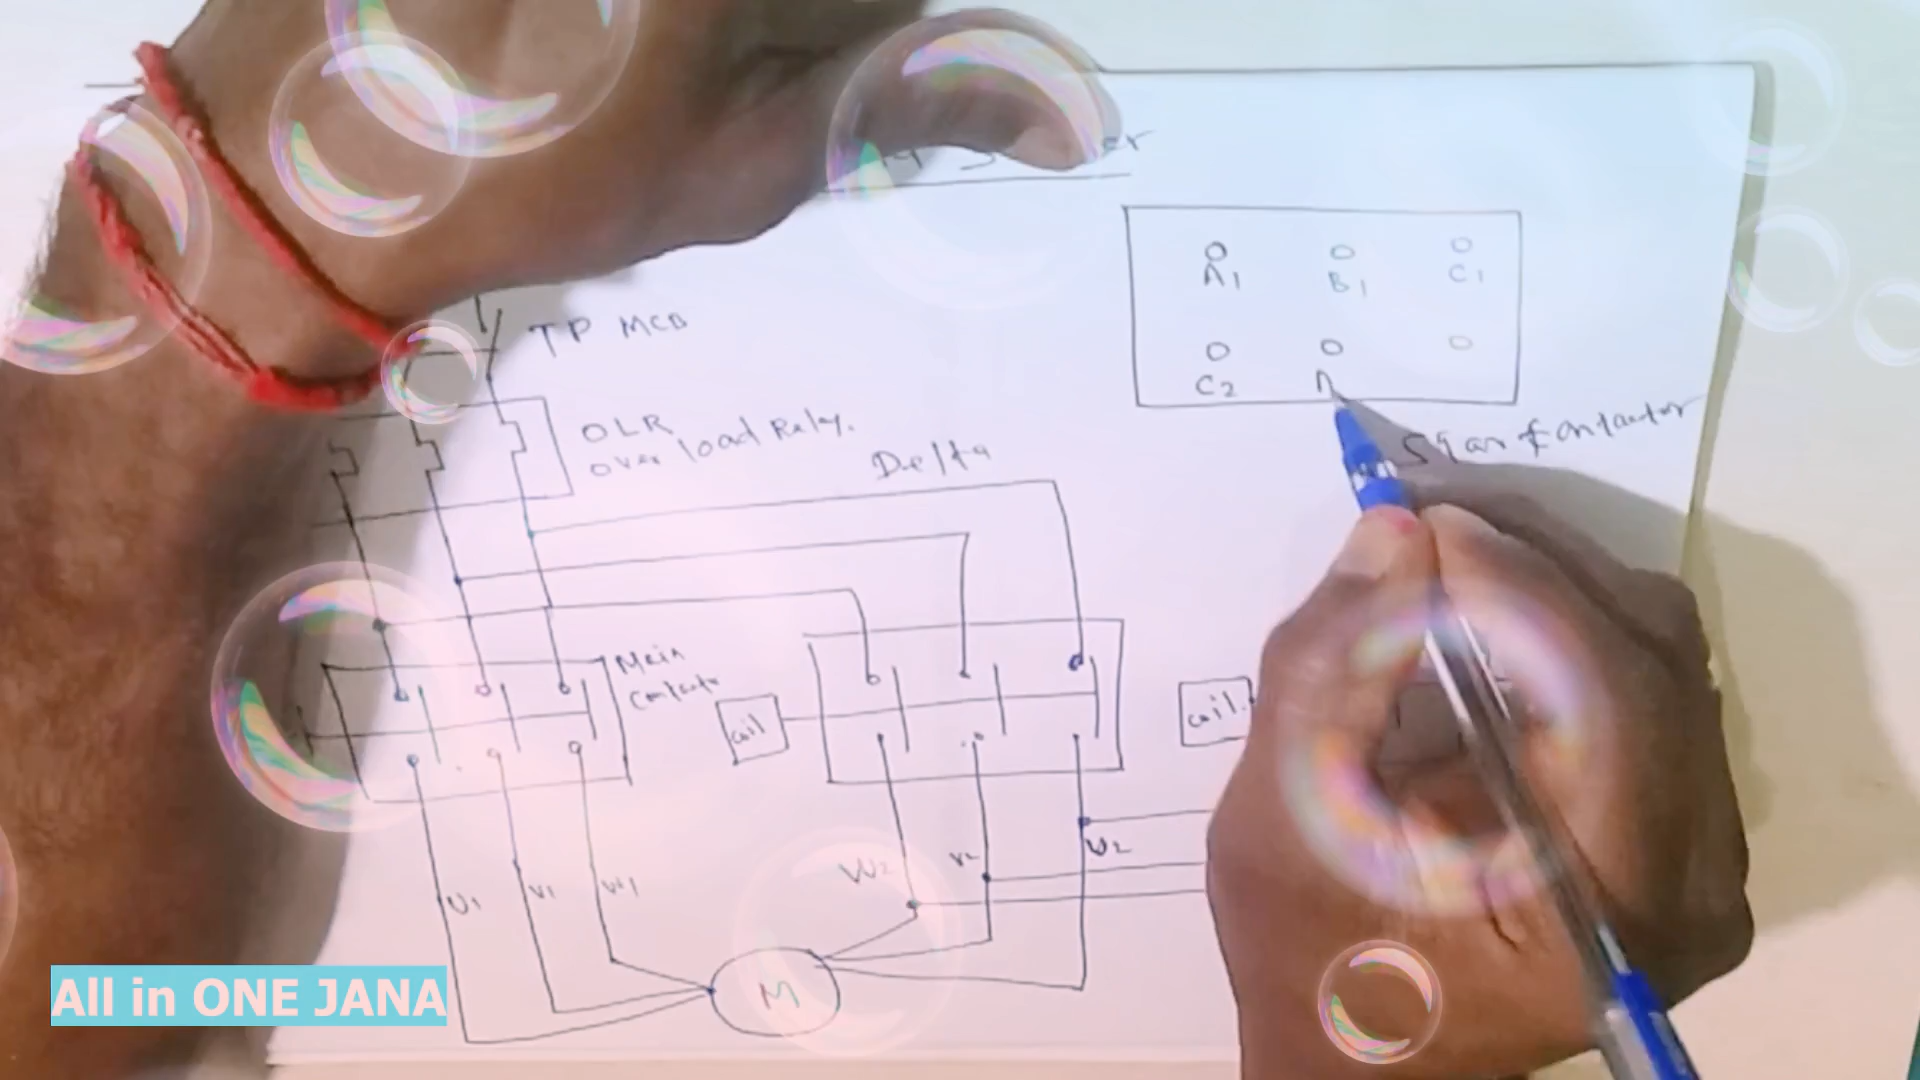 A1 B1 C1
TP MCB
C2
OLR
over load Relay.
Star Contactor
Delta
Main
Contactor
coil
coil.
U1 V1 W1
W2 V2 U2
M
All in ONE JANA